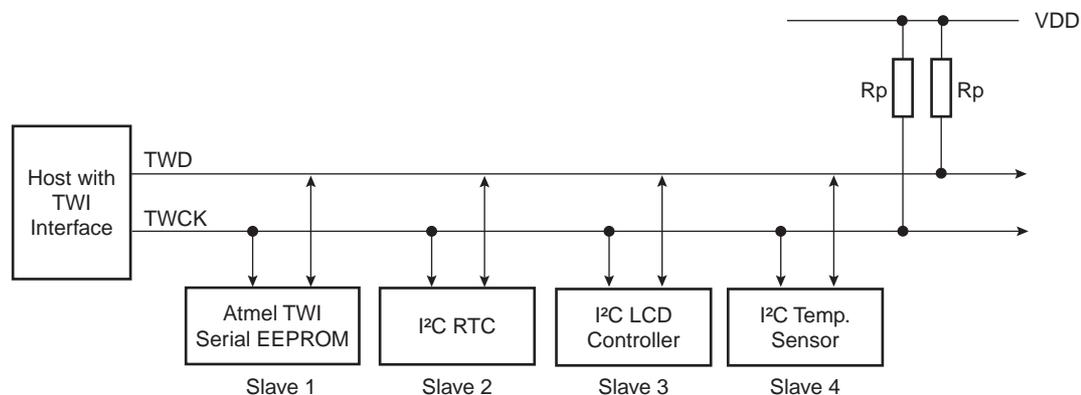 VDD
Rp
Rp
Host with
TWI
Interface
TWD
TWCK
Atmel TWI
Serial EEPROM
I²C RTC
I²C LCD
Controller
I²C Temp.
Sensor
Slave 1
Slave 2
Slave 3
Slave 4